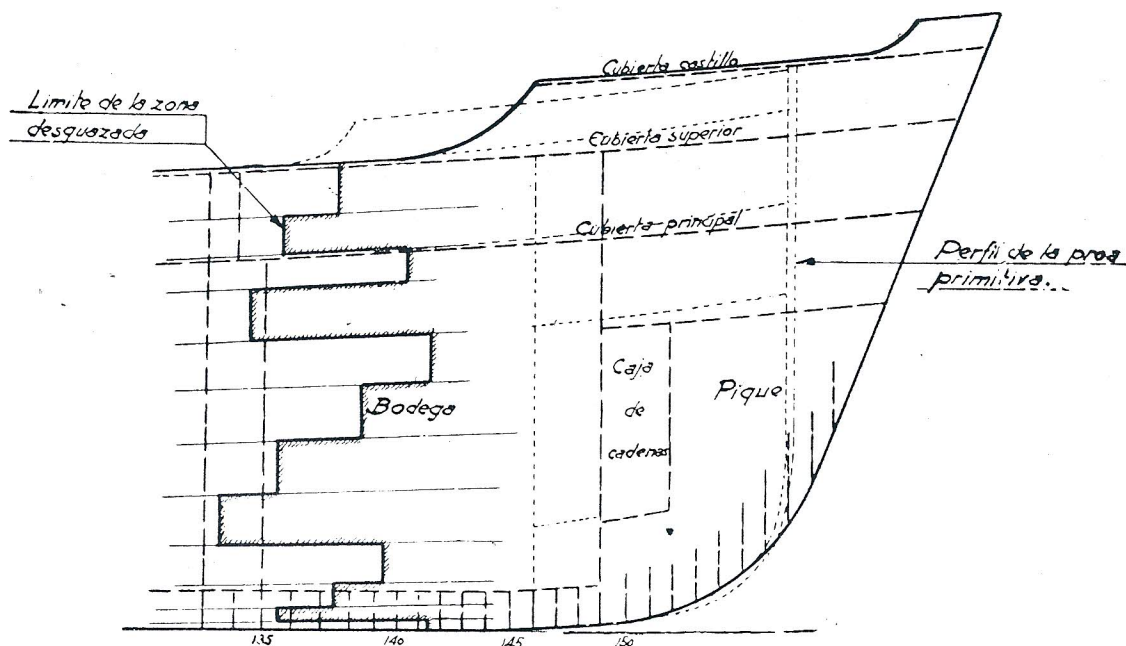 Cubierta castillo
Limite de la zona
desguazada
Cubierta superior
Cubierta principal
Perfil de la proa
primitiva.
Caja
de
cadenas
Pique
Bodega
135
140
145
150